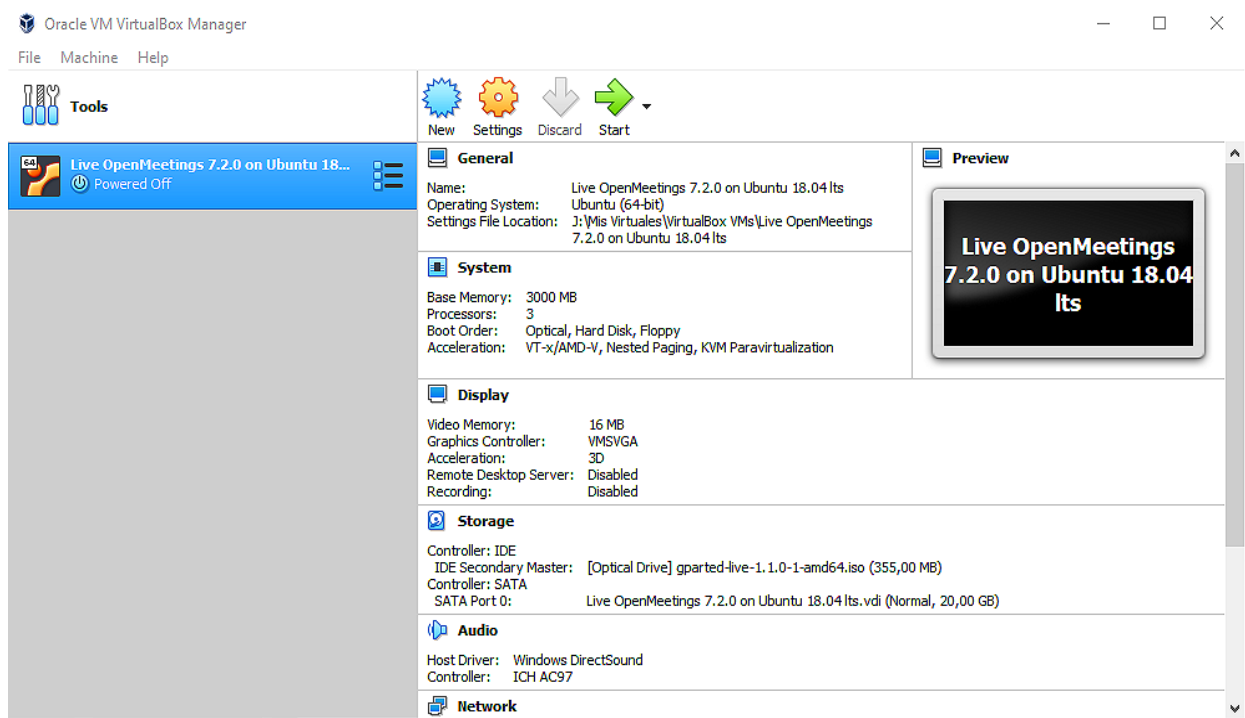 Oracle VM VirtualBox Manager
File Machine Help
Tools
New Settings Discard Start
64
Live OpenMeetings 7.2.0 on Ubuntu 18...
Powered Off
General
Name: Live OpenMeetings 7.2.0 on Ubuntu 18.04 lts
Operating System: Ubuntu (64-bit)
Settings File Location: J:\Mis Virtuales\VirtualBox VMs\Live OpenMeetings
7.2.0 on Ubuntu 18.04 lts
Preview
Live OpenMeetings
7.2.0 on Ubuntu 18.04
lts
System
Base Memory: 3000 MB
Processors: 3
Boot Order: Optical, Hard Disk, Floppy
Acceleration: VT-x/AMD-V, Nested Paging, KVM Paravirtualization
Display
Video Memory: 16 MB
Graphics Controller: VMSVGA
Acceleration: 3D
Remote Desktop Server: Disabled
Recording: Disabled
Storage
Controller: IDE
IDE Secondary Master: [Optical Drive] gparted-live-1.1.0-1-amd64.iso (355,00 MB)
Controller: SATA
SATA Port 0: Live OpenMeetings 7.2.0 on Ubuntu 18.04 lts.vdi (Normal, 20,00 GB)
Audio
Host Driver: Windows DirectSound
Controller: ICH AC97
Network